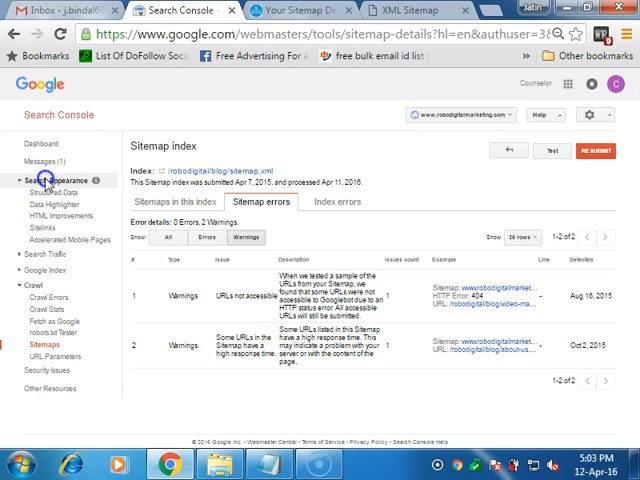 Inbox - j.bindal66
Search Console -
Your Sitemap De
XML Sitemap
Jatin
https://www.google.com/webmasters/tools/sitemap-details?hl=en&authuser=3&
Bookmarks
List Of DoFollow Soci
Free Advertising For
free bulk email id list
Other bookmarks
Google
Counselor
C
Search Console
www.robodigitalmarketing.com
Help
Dashboard
Messages (1)
Search Appearance
Structured Data
Data Highlighter
HTML Improvements
Sitelinks
Accelerated Mobile Pages
Search Traffic
Google Index
Crawl
Crawl Errors
Crawl Stats
Fetch as Google
robots.txt Tester
Sitemaps
URL Parameters
Security Issues
Other Resources
Sitemap index
Test
RESUBMIT
Index: /robodigital/blog/sitemap.xml
This Sitemap index was submitted Apr 7, 2015, and processed Apr 11, 2016.
Sitemaps in this index
Sitemap errors
Index errors
Error details: 0 Errors, 2 Warnings.
Show: All Errors Warnings
Show 25 rows 1-2 of 2
# Type Issue Description Issues count Example Line Detected
1 Warnings URLs not accessible
When we tested a sample of the
URLs from your Sitemap, we
found that some URLs were not
accessible to Googlebot due to an
HTTP status error. All accessible
URLs will still be submitted.
1
Sitemap: www.robodigitalmarket...
HTTP Error: 404
URL: /robodigital/blog/video-ma...
- Aug 16, 2015
2 Warnings
Some URLs in the
Sitemap have a
high response time.
Some URLs listed in this Sitemap
have a high response time. This
may indicate a problem with your
server or with the content of the
page.
1
Sitemap: www.robodigitalmarket...
URL: /robodigital/blog/about-us....
- Oct 2, 2015
1-2 of 2
© 2016 Google Inc. - Webmaster Central - Terms of Service - Privacy Policy - Search Console Help
5:03 PM
12-Apr-16